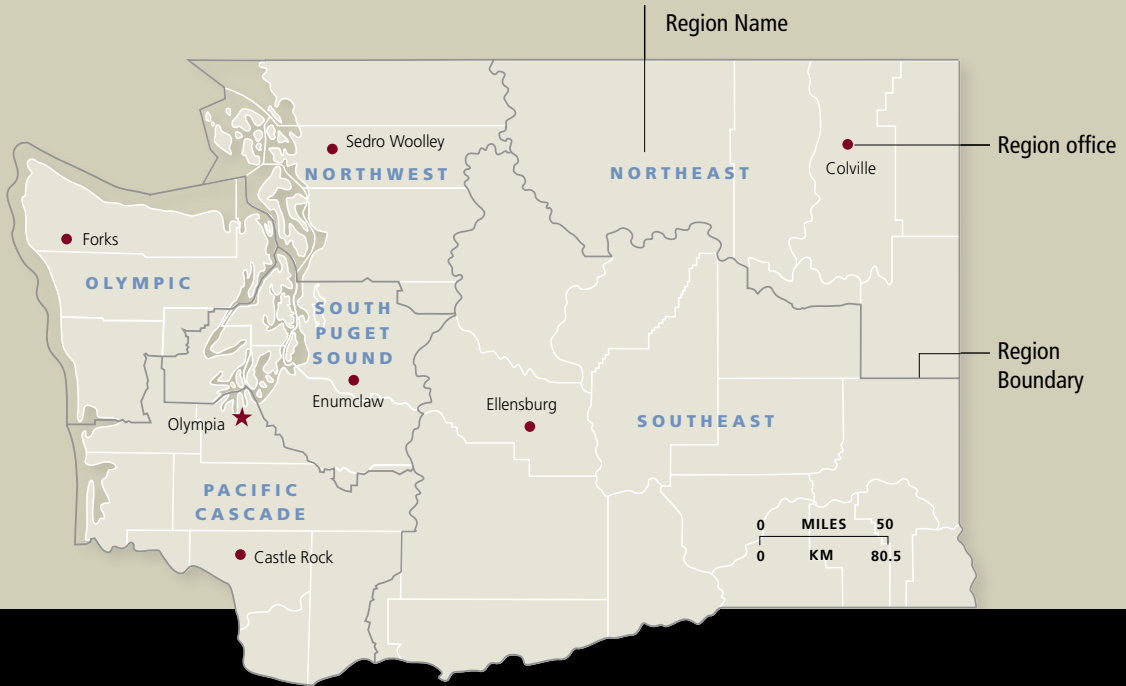 Region Name
Sedro Woolley
NORTHWEST
NORTHEAST
Colville
Region office
Forks
OLYMPIC
SOUTH
PUGET
SOUND
Enumclaw
Region
Boundary
Ellensburg
Olympia
SOUTHEAST
PACIFIC
CASCADE
Castle Rock
0 MILES 50
0 KM 80.5